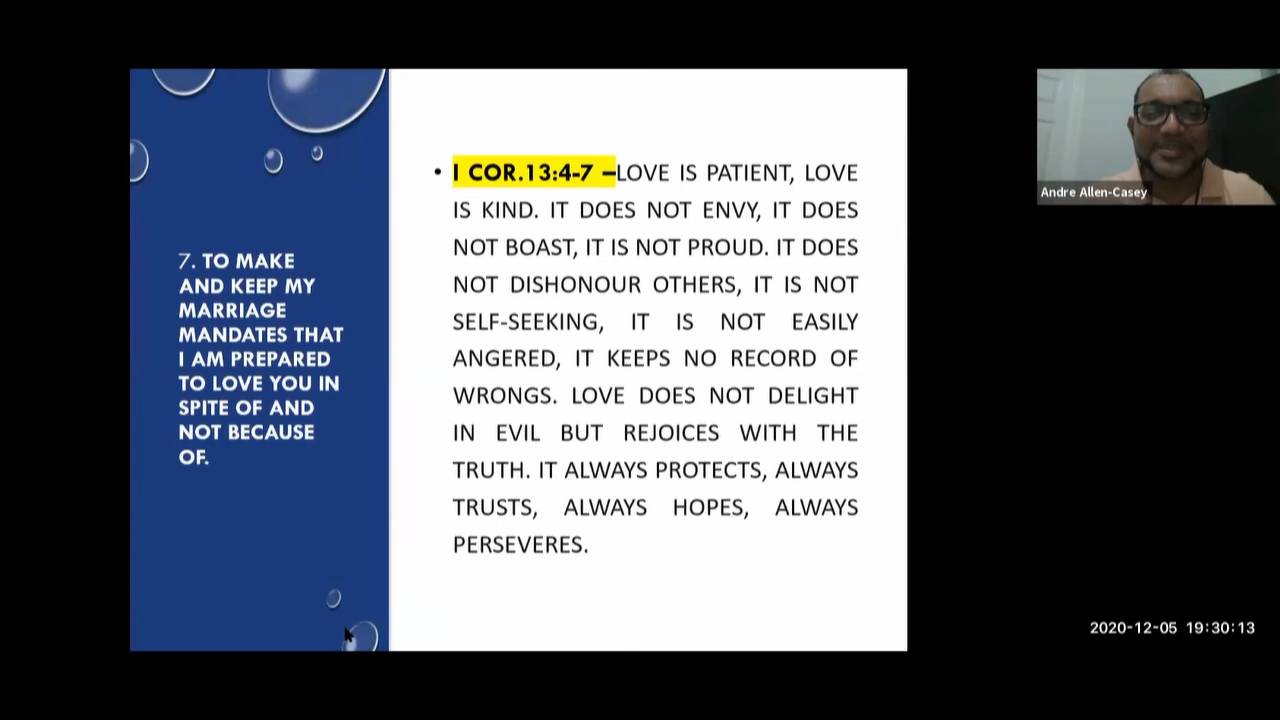 7. TO MAKE
AND KEEP MY
MARRIAGE
MANDATES THAT
I AM PREPARED
TO LOVE YOU IN
SPITE OF AND
NOT BECAUSE
OF.
• I COR.13:4-7 –LOVE IS PATIENT, LOVE
IS KIND. IT DOES NOT ENVY, IT DOES
NOT BOAST, IT IS NOT PROUD. IT DOES
NOT DISHONOUR OTHERS, IT IS NOT
SELF-SEEKING, IT IS NOT EASILY
ANGERED, IT KEEPS NO RECORD OF
WRONGS. LOVE DOES NOT DELIGHT
IN EVIL BUT REJOICES WITH THE
TRUTH. IT ALWAYS PROTECTS, ALWAYS
TRUSTS, ALWAYS HOPES, ALWAYS
PERSEVERES.
Andre Allen-Casey
2020-12-05 19:30:13